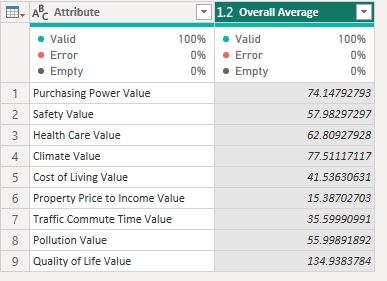 ABC Attribute 1.2 Overall Average
Valid 100% Valid 100%
Error 0% Error 0%
Empty 0% Empty 0%
1 Purchasing Power Value 74.14792793
2 Safety Value 57.98297297
3 Health Care Value 62.80927928
4 Climate Value 77.51117117
5 Cost of Living Value 41.53630631
6 Property Price to Income Value 15.38702703
7 Traffic Commute Time Value 35.59990991
8 Pollution Value 55.99891892
9 Quality of Life Value 134.9383784